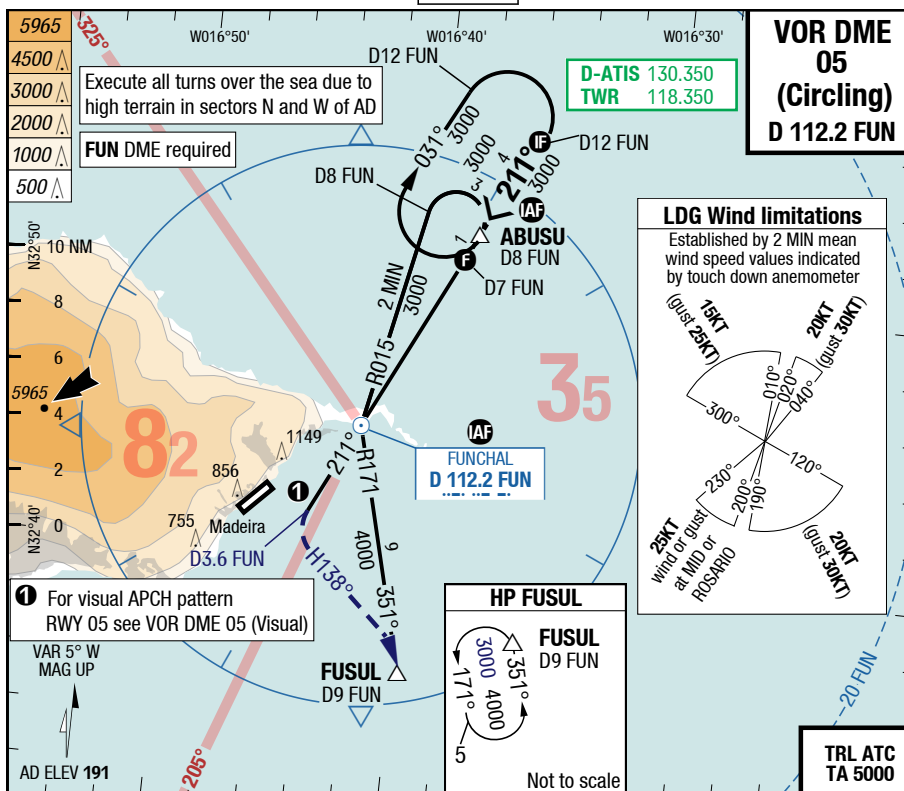 5965
4500
3000
2000
1000
500
325°
W016°50'
W016°40'
W016°30'
VOR DME
05
(Circling)
D 112.2 FUN
Execute all turns over the sea due to
high terrain in sectors N and W of AD
FUN DME required
D-ATIS 130.350
TWR 118.350
D12 FUN
031°
3000
3000
3
4
211°
3000
IF
D12 FUN
D8 FUN
IAF
ABUSU
D8 FUN
1
F
D7 FUN
2 MIN
3000
R015
N32°50'
10 NM
8
6
4
2
0
N32°40'
5965
82
35
1149
856
755
Madeira
IAF
FUNCHAL
D 112.2 FUN
211°
R171
9
4000
351°
1
D3.6 FUN
H138°
FUSUL
D9 FUN
1 For visual APCH pattern
RWY 05 see VOR DME 05 (Visual)
VAR 5° W
MAG UP
AD ELEV 191
205°
LDG Wind limitations
Established by 2 MIN mean
wind speed values indicated
by touch down anemometer
15KT
(gust 25KT)
20KT
(gust 30KT)
010°
020°
040°
300°
120°
230°
200°
190°
25KT
wind or gust
at MID or
ROSARIO
20KT
(gust 30KT)
HP FUSUL
FUSUL
D9 FUN
351°
4000
3000
171°
5
Not to scale
20 FUN
TRL ATC
TA 5000